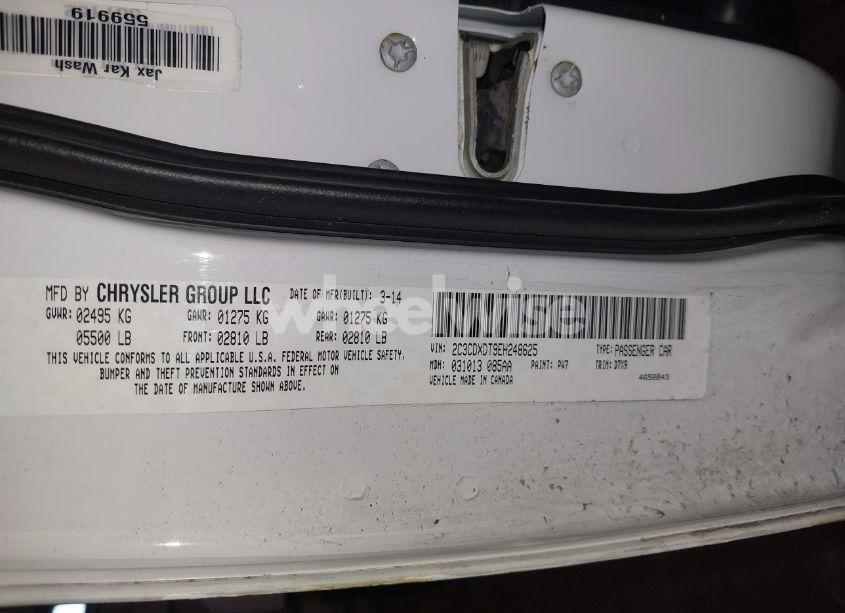 559919
Jax Kar Wash
MFD BY CHRYSLER GROUP LLC DATE OF MFR(BUILT): 3-14
GVWR: 02495 KG GAWR: 01275 KG GAWR: 01275 KG
05500 LB FRONT: 02810 LB REAR: 02810 LB
THIS VEHICLE CONFORMS TO ALL APPLICABLE U.S.A. FEDERAL MOTOR VEHICLE SAFETY,
BUMPER AND THEFT PREVENTION STANDARDS IN EFFECT ON
THE DATE OF MANUFACTURE SHOWN ABOVE.
VIN: 2C3CDXDT9EH248625 TYPE: PASSENGER CAR
MDH: 031013 085AA PAINT: PW7 TRIM: D7X9
VEHICLE MADE IN CANADA 4658843
wheelwise